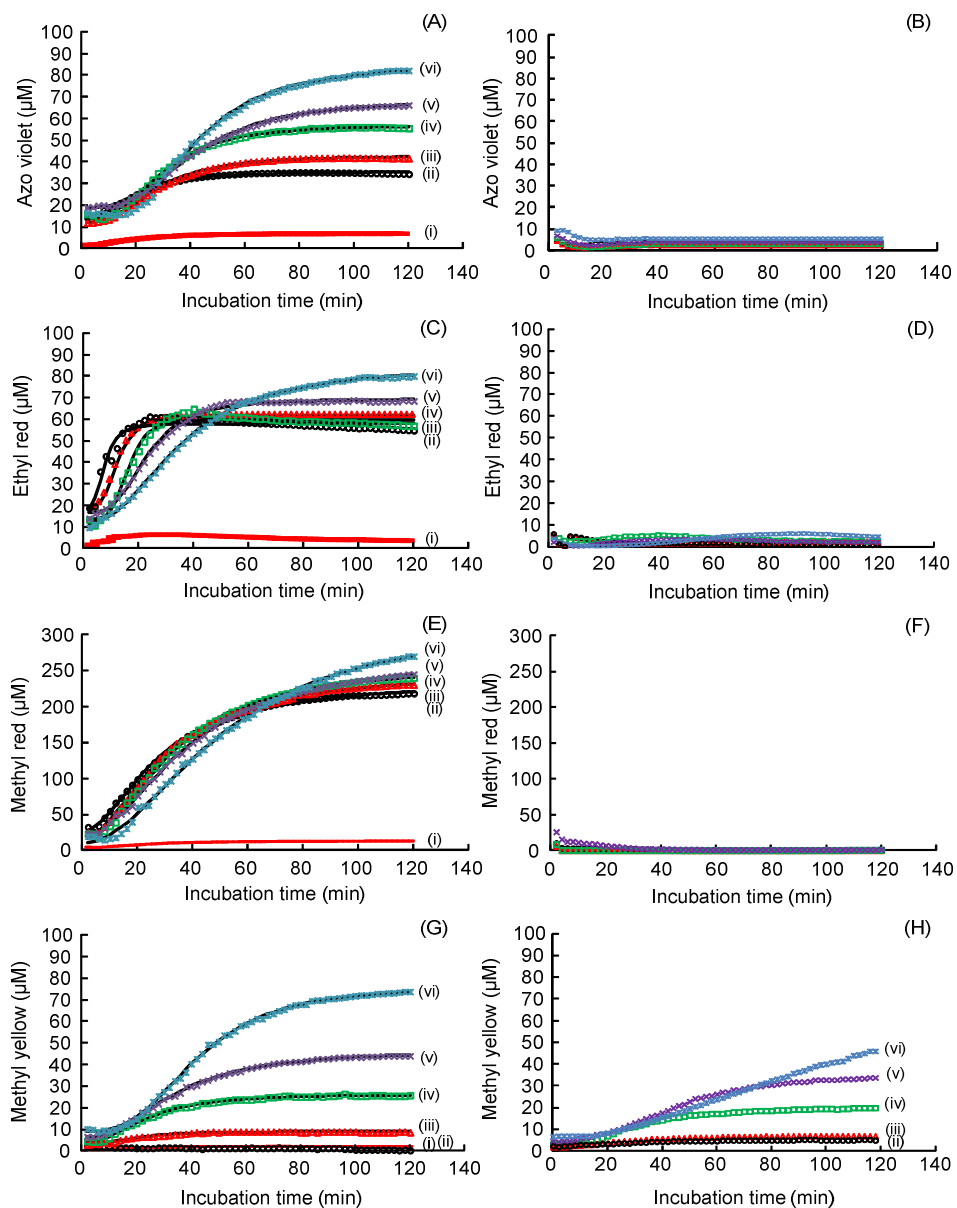 (A)
100
90
80
70
60
50
40
30
20
10
0
Azo violet (µM)
(vi)
(v)
(iv)
(iii)
(ii)
(i)
0 20 40 60 80 100 120 140
Incubation time (min)
(B)
100
90
80
70
60
50
40
30
20
10
0
Azo violet (µM)
0 20 40 60 80 100 120 140
Incubation time (min)
(C)
100
90
80
70
60
50
40
30
20
10
0
Ethyl red (µM)
(vi)
(v)
(iv)
(iii)
(ii)
(i)
0 20 40 60 80 100 120 140
Incubation time (min)
(D)
100
90
80
70
60
50
40
30
20
10
0
Ethyl red (µM)
0 20 40 60 80 100 120 140
Incubation time (min)
(E)
300
250
200
150
100
50
0
Methyl red (µM)
(vi)
(v)
(iv)
(iii)
(ii)
(i)
0 20 40 60 80 100 120 140
Incubation time (min)
(F)
300
250
200
150
100
50
0
Methyl red (µM)
0 20 40 60 80 100 120 140
Incubation time (min)
(G)
100
90
80
70
60
50
40
30
20
10
0
Methyl yellow (µM)
(vi)
(v)
(iv)
(iii)
(i) (ii)
0 20 40 60 80 100 120 140
Incubation time (min)
(H)
100
90
80
70
60
50
40
30
20
10
0
Methyl yellow (µM)
(vi)
(v)
(iv)
(iii)
(ii)
0 20 40 60 80 100 120 140
Incubation time (min)